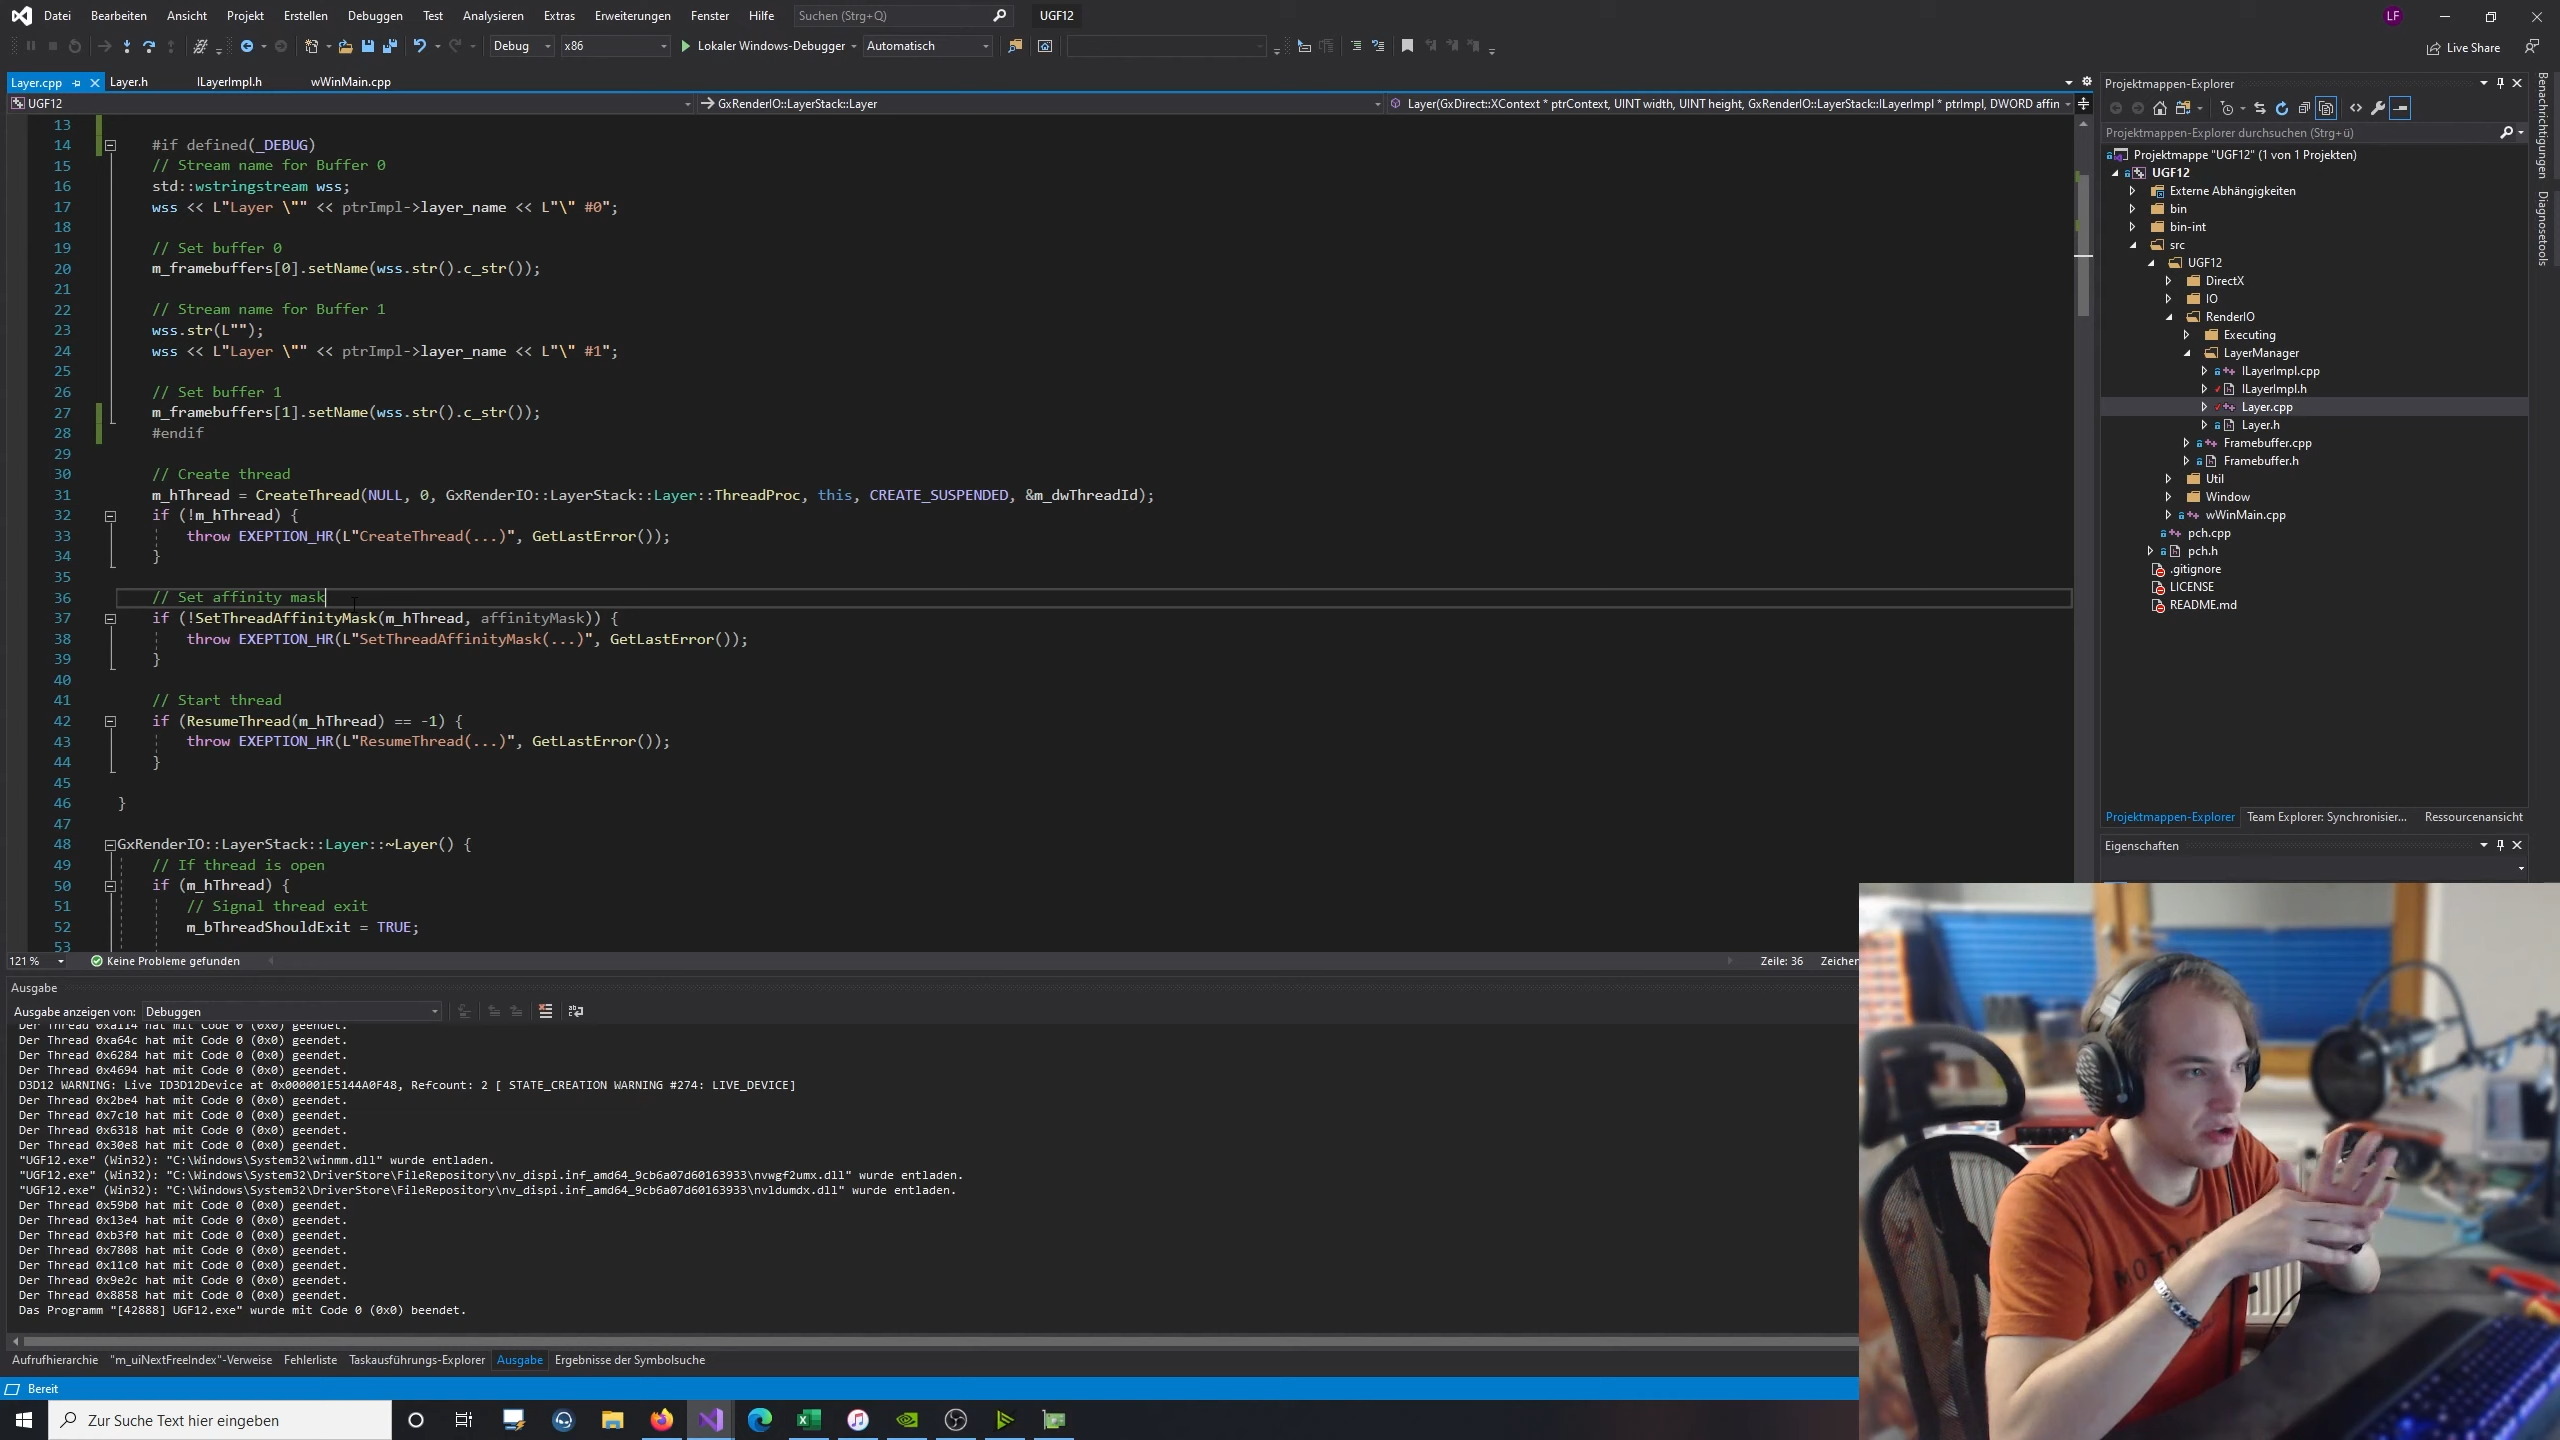 Datei Bearbeiten Ansicht Projekt Erstellen Debuggen Test Analysieren Extras Erweiterungen Fenster Hilfe Suchen (Strg+Q) UGF12 LF
Debug x86 Lokaler Windows-Debugger Automatisch Live Share
Layer.cpp Layer.h ILayerImpl.h wWinMain.cpp
UGF12 GxRenderIO::LayerStack::Layer Layer(GxDirect::XContext * ptrContext, UINT width, UINT height, GxRenderIO::LayerStack::ILayerImpl * ptrImpl, DWORD affin
13
14 #if defined(_DEBUG)
15 // Stream name for Buffer 0
16 std::wstringstream wss;
17 wss << L"Layer \"" << ptrImpl->layer_name << L"\" #0";
18
19 // Set buffer 0
20 m_framebuffers[0].setName(wss.str().c_str());
21
22 // Stream name for Buffer 1
23 wss.str(L"");
24 wss << L"Layer \"" << ptrImpl->layer_name << L"\" #1";
25
26 // Set buffer 1
27 m_framebuffers[1].setName(wss.str().c_str());
28 #endif
29
30 // Create thread
31 m_hThread = CreateThread(NULL, 0, GxRenderIO::LayerStack::Layer::ThreadProc, this, CREATE_SUSPENDED, &m_dwThreadId);
32 if (!m_hThread) {
33 throw EXEPTION_HR(L"CreateThread(...)", GetLastError());
34 }
35
36 // Set affinity mask
37 if (!SetThreadAffinityMask(m_hThread, affinityMask)) {
38 throw EXEPTION_HR(L"SetThreadAffinityMask(...)", GetLastError());
39 }
40
41 // Start thread
42 if (ResumeThread(m_hThread) == -1) {
43 throw EXEPTION_HR(L"ResumeThread(...)", GetLastError());
44 }
45
46 }
47
48 GxRenderIO::LayerStack::Layer::~Layer() {
49 // If thread is open
50 if (m_hThread) {
51 // Signal thread exit
52 m_bThreadShouldExit = TRUE;
53
121 % Keine Probleme gefunden Zeile: 36 Zeichen
Projektmappen-Explorer
Projektmappen-Explorer durchsuchen (Strg+ü)
Projektmappe "UGF12" (1 von 1 Projekten)
UGF12
Externe Abhängigkeiten
bin
bin-int
src
UGF12
DirectX
IO
RenderIO
Executing
LayerManager
ILayerImpl.cpp
ILayerImpl.h
Layer.cpp
Layer.h
Framebuffer.cpp
Framebuffer.h
Util
Window
wWinMain.cpp
pch.cpp
pch.h
.gitignore
LICENSE
README.md
Projektmappen-Explorer Team Explorer: Synchronisier... Ressourcenansicht
Eigenschaften
Benachrichtigungen
Diagnosetools
Ausgabe
Ausgabe anzeigen von: Debuggen
Der Thread 0xa114 hat mit Code 0 (0x0) geendet.
Der Thread 0xa64c hat mit Code 0 (0x0) geendet.
Der Thread 0x6284 hat mit Code 0 (0x0) geendet.
Der Thread 0x4694 hat mit Code 0 (0x0) geendet.
D3D12 WARNING: Live ID3D12Device at 0x000001E5144A0F48, Refcount: 2 [ STATE_CREATION WARNING #274: LIVE_DEVICE]
Der Thread 0x2be4 hat mit Code 0 (0x0) geendet.
Der Thread 0x7c10 hat mit Code 0 (0x0) geendet.
Der Thread 0x6318 hat mit Code 0 (0x0) geendet.
Der Thread 0x30e8 hat mit Code 0 (0x0) geendet.
"UGF12.exe" (Win32): "C:\Windows\System32\winmm.dll" wurde entladen.
"UGF12.exe" (Win32): "C:\Windows\System32\DriverStore\FileRepository\nv_dispi.inf_amd64_9cb6a07d60163933\nvwgf2umx.dll" wurde entladen.
"UGF12.exe" (Win32): "C:\Windows\System32\DriverStore\FileRepository\nv_dispi.inf_amd64_9cb6a07d60163933\nvldumdx.dll" wurde entladen.
Der Thread 0x59b0 hat mit Code 0 (0x0) geendet.
Der Thread 0x13e4 hat mit Code 0 (0x0) geendet.
Der Thread 0xb3f0 hat mit Code 0 (0x0) geendet.
Der Thread 0x7808 hat mit Code 0 (0x0) geendet.
Der Thread 0x11c0 hat mit Code 0 (0x0) geendet.
Der Thread 0x9e2c hat mit Code 0 (0x0) geendet.
Der Thread 0x8858 hat mit Code 0 (0x0) geendet.
Das Programm "[42888] UGF12.exe" wurde mit Code 0 (0x0) beendet.
Aufrufhierarchie "m_uiNextFreeIndex"-Verweise Fehlerliste Taskausführungs-Explorer Ausgabe Ergebnisse der Symbolsuche
Bereit
Zur Suche Text hier eingeben